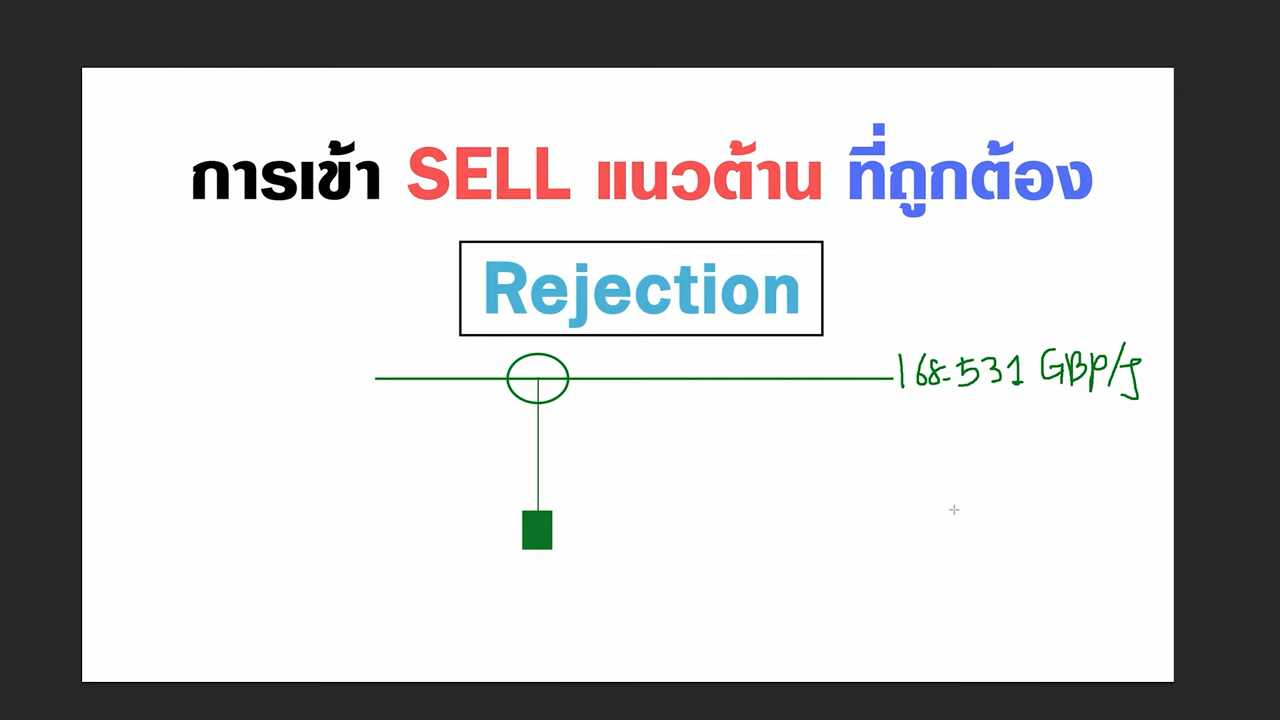 การเข้า SELL แนวต้าน ที่ถูกต้อง
Rejection
168.531 GBP/J